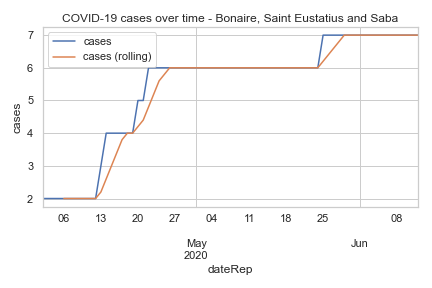 COVID-19 cases over time - Bonaire, Saint Eustatius and Saba
cases
cases (rolling)
7
6
5
4
3
2
cases
06 13 20 27 04 11 18 25 08
May Jun
2020
dateRep